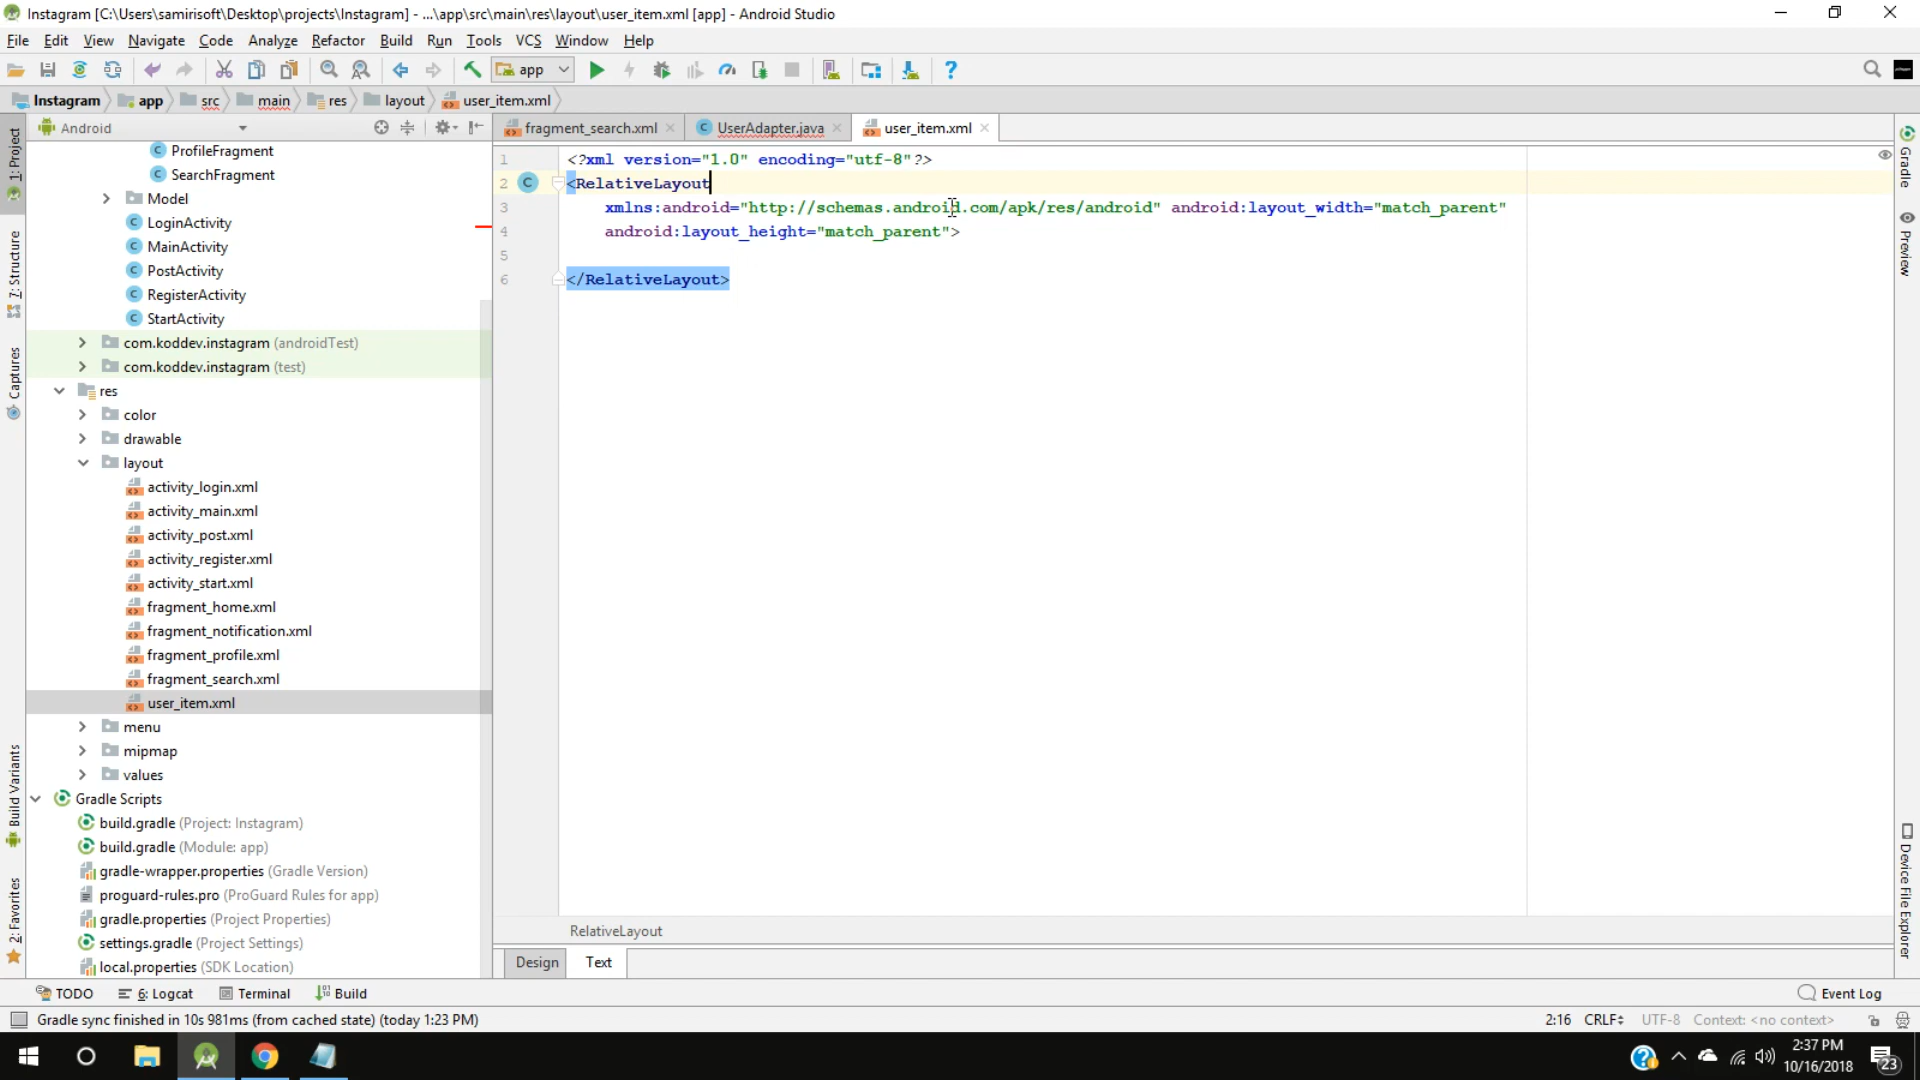 Instagram [C:\Users\samirisoft\Desktop\projects\Instagram] - ...\app\src\main\res\layout\user_item.xml [app] - Android Studio
File Edit View Navigate Code Analyze Refactor Build Run Tools VCS Window Help
app
Instagram app src main res layout user_item.xml
Android
fragment_search.xml UserAdapter.java user_item.xml
1: Project
7: Structure
Captures
Build Variants
2: Favorites
ProfileFragment
SearchFragment
Model
LoginActivity
MainActivity
PostActivity
RegisterActivity
StartActivity
com.koddev.instagram (androidTest)
com.koddev.instagram (test)
res
color
drawable
layout
activity_login.xml
activity_main.xml
activity_post.xml
activity_register.xml
activity_start.xml
fragment_home.xml
fragment_notification.xml
fragment_profile.xml
fragment_search.xml
user_item.xml
menu
mipmap
values
Gradle Scripts
build.gradle (Project: Instagram)
build.gradle (Module: app)
gradle-wrapper.properties (Gradle Version)
proguard-rules.pro (ProGuard Rules for app)
gradle.properties (Project Properties)
settings.gradle (Project Settings)
local.properties (SDK Location)
1 <?xml version="1.0" encoding="utf-8"?>
2 <RelativeLayout
3 xmlns:android="http://schemas.android.com/apk/res/android" android:layout_width="match_parent"
4 android:layout_height="match_parent">
5
6 </RelativeLayout>
RelativeLayout
Design Text
Gradle
Preview
Device File Explorer
TODO 6: Logcat Terminal Build Event Log
Gradle sync finished in 10s 981ms (from cached state) (today 1:23 PM) 2:16 CRLF UTF-8 Context: <no context>
2:37 PM
10/16/2018
23